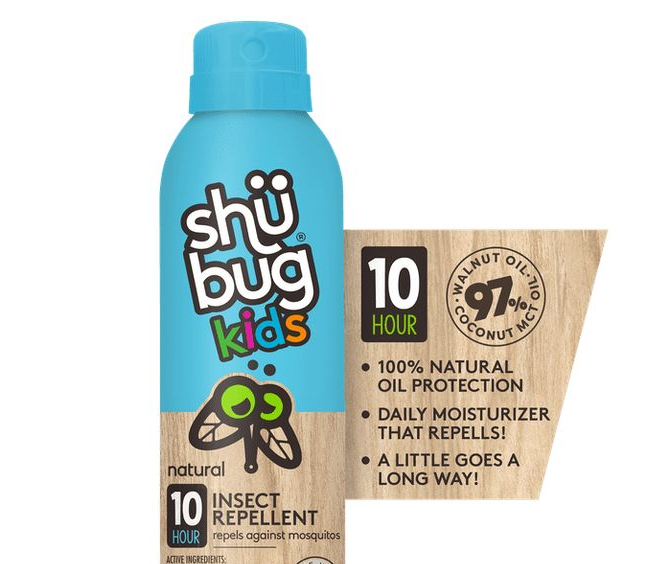 shü
bug®
kids
natural
10
HOUR
INSECT
REPELLENT
repels against mosquitos
ACTIVE INGREDIENTS:
10
HOUR
WALNUT OIL • COCONUT MCT OIL •
97%
• 100% NATURAL
OIL PROTECTION
• DAILY MOISTURIZER
THAT REPELLS!
• A LITTLE GOES A
LONG WAY!